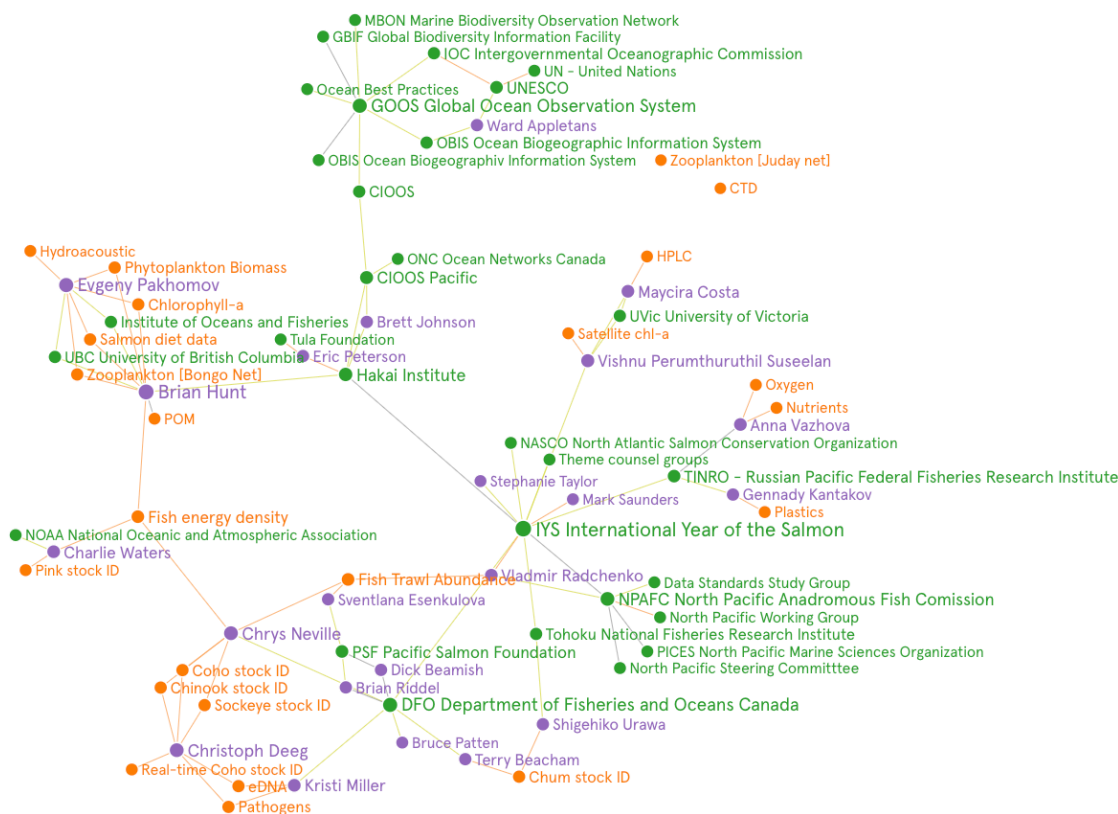 MBON Marine Biodiversity Observation Network
GBIF Global Biodiversity Information Facility
IOC Intergovernmental Oceanographic Commission
UN - United Nations
UNESCO
Ocean Best Practices
GOOS Global Ocean Observation System
Ward Appletans
OBIS Ocean Biogeographic Information System
OBIS Ocean Biogeographiv Information System
Zooplankton [Juday net]
CTD
CIOOS
Hydroacoustic
ONC Ocean Networks Canada
HPLC
Phytoplankton Biomass
CIOOS Pacific
Evgeny Pakhomov
Maycira Costa
Chlorophyll-a
UVic University of Victoria
Institute of Oceans and Fisheries
Brett Johnson
Satellite chl-a
Salmon diet data
Tula Foundation
UBC University of British Columbia
Eric Peterson
Vishnu Perumthuruthil Suseelan
Zooplankton [Bongo Net]
Hakai Institute
Oxygen
Brian Hunt
Nutrients
POM
Anna Vazhova
NASCO North Atlantic Salmon Conservation Organization
Theme counsel groups
TINRO - Russian Pacific Federal Fisheries Research Institute
Stephanie Taylor
Gennady Kantakov
Mark Saunders
Plastics
Fish energy density
IYS International Year of the Salmon
NOAA National Oceanic and Atmospheric Association
Charlie Waters
Pink stock ID
Fish Trawl Abundance
Vladmir Radchenko
Data Standards Study Group
Sventlana Esenkulova
NPAFC North Pacific Anadromous Fish Comission
North Pacific Working Group
Chrys Neville
Tohoku National Fisheries Research Institute
PSF Pacific Salmon Foundation
PICES North Pacific Marine Sciences Organization
North Pacific Steering Committtee
Coho stock ID
Dick Beamish
Chinook stock ID
Brian Riddel
Sockeye stock ID
DFO Department of Fisheries and Oceans Canada
Shigehiko Urawa
Christoph Deeg
Bruce Patten
Terry Beacham
Real-time Coho stock ID
Chum stock ID
eDNA
Kristi Miller
Pathogens